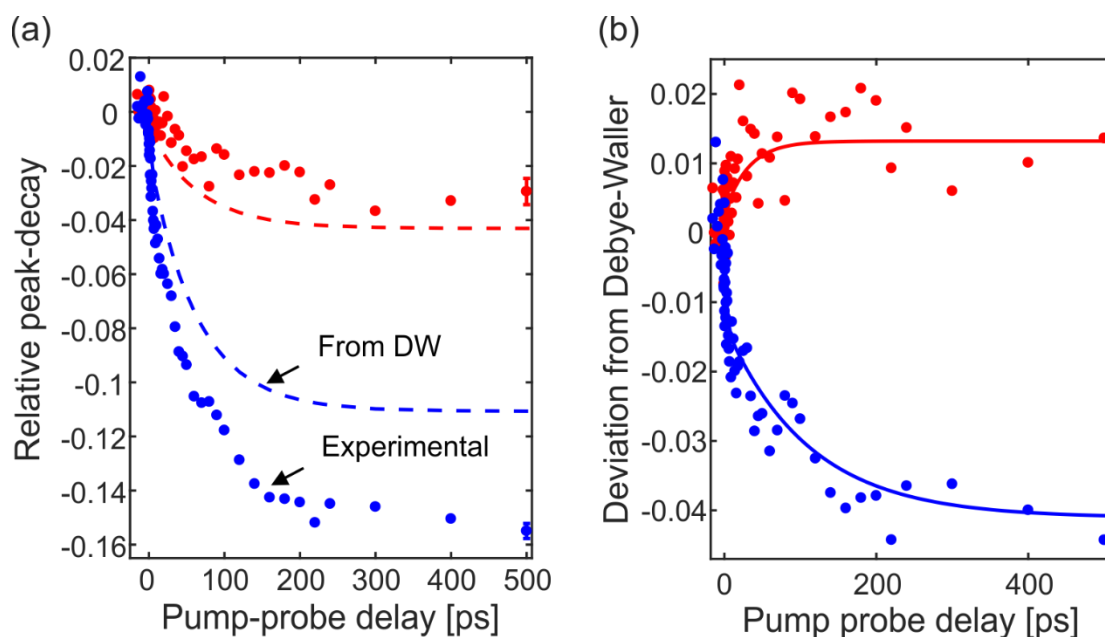 (a)
Relative peak-decay
0.02
0
-0.02
-0.04
-0.06
-0.08
-0.1
-0.12
-0.14
-0.16
From DW
Experimental
0 100 200 300 400 500
Pump-probe delay [ps]
(b)
Deviation from Debye-Waller
0.02
0.01
0
-0.01
-0.02
-0.03
-0.04
0 200 400
Pump probe delay [ps]